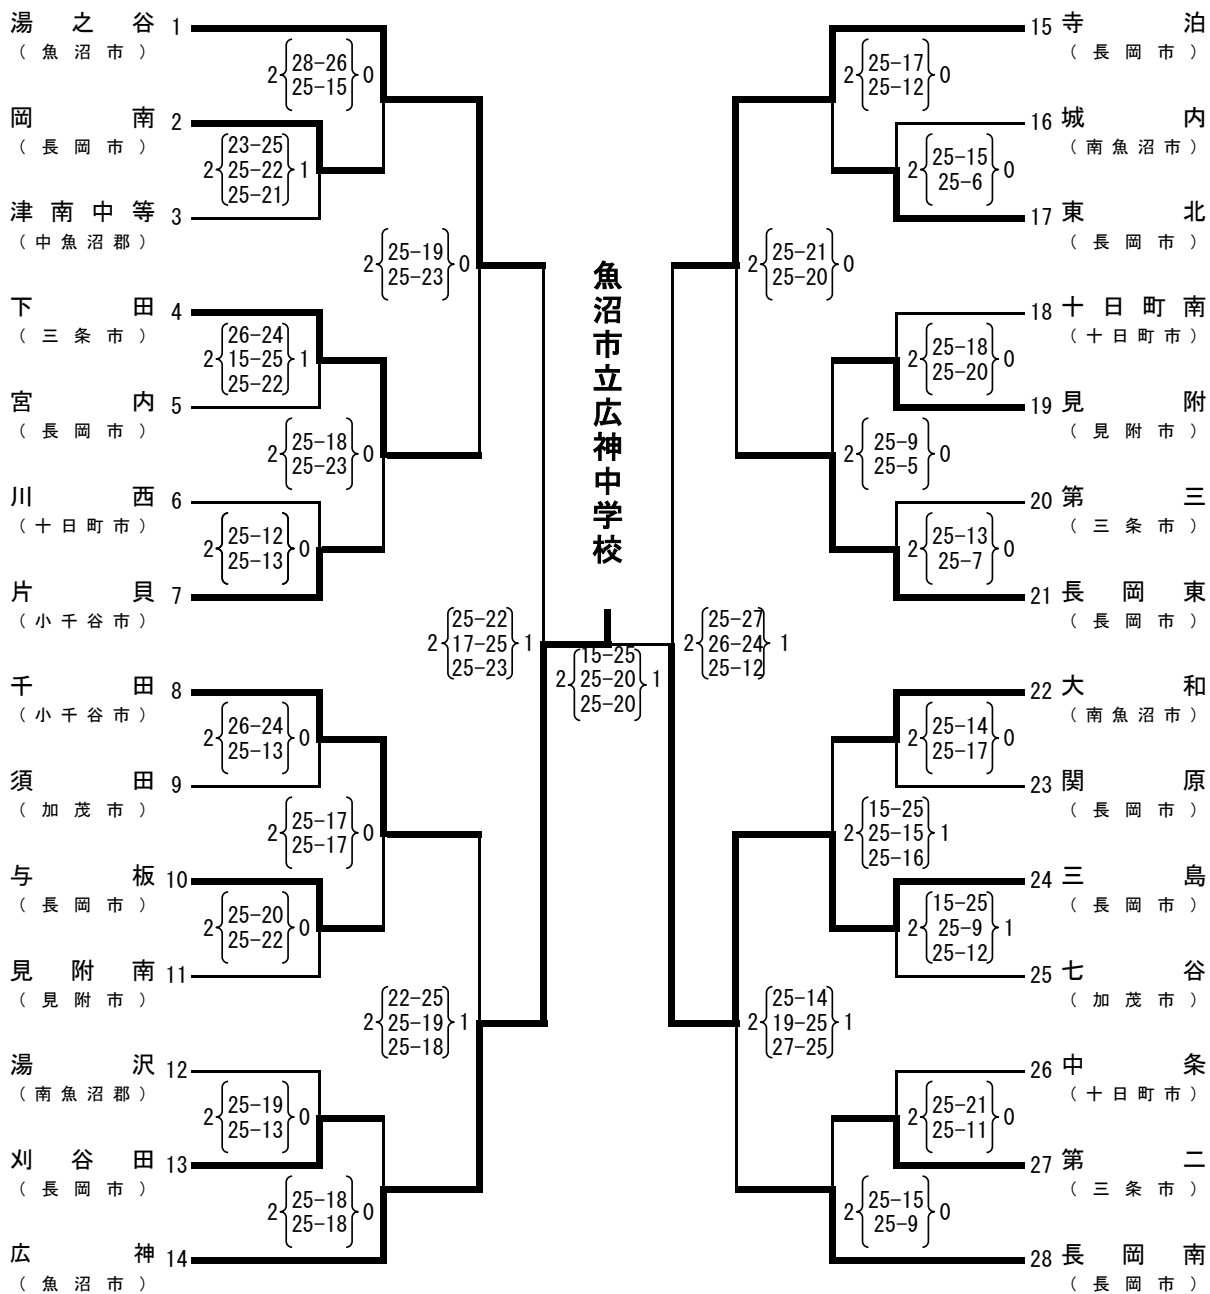 湯之谷 1
(魚沼市)
2 28-26 0
25-15
岡南 2
(長岡市)
23-25
2 25-22 1
25-21
津南中等 3
(中魚沼郡)
2 25-19 0
25-23
下田 4
(三条市)
26-24
2 15-25 1
25-22
宮内 5
(長岡市)
2 25-18 0
25-23
川西 6
(十日町市)
2 25-12 0
25-13
片貝 7
(小千谷市)
25-22
2 17-25 1
25-23
千田 8
(小千谷市)
2 26-24 0
25-13
須田 9
(加茂市)
2 25-17 0
25-17
与板 10
(長岡市)
2 25-20 0
25-22
見附南 11
(見附市)
22-25
2 25-19 1
25-18
湯沢 12
(南魚沼郡)
2 25-19 0
25-13
刈谷田 13
(長岡市)
2 25-18 0
25-18
広神 14
(魚沼市)
魚沼市立広神中学校
15-25
2 25-20 1
25-20
15 寺泊
(長岡市)
2 25-17 0
25-12
16 城内
(南魚沼市)
2 25-15 0
25-6
17 東北
(長岡市)
2 25-21 0
25-20
18 十日町南
(十日町市)
2 25-18 0
25-20
19 見附
(見附市)
2 25-9 0
25-5
20 第三
(三条市)
2 25-13 0
25-7
21 長岡東
(長岡市)
25-27
2 26-24 1
25-12
22 大和
(南魚沼市)
2 25-14 0
25-17
23 関原
(長岡市)
15-25
2 25-15 1
25-16
24 三島
(長岡市)
15-25
2 25-9 1
25-12
25 七谷
(加茂市)
25-14
2 19-25 1
27-25
26 中条
(十日町市)
2 25-21 0
25-11
27 第二
(三条市)
2 25-15 0
25-9
28 長岡南
(長岡市)